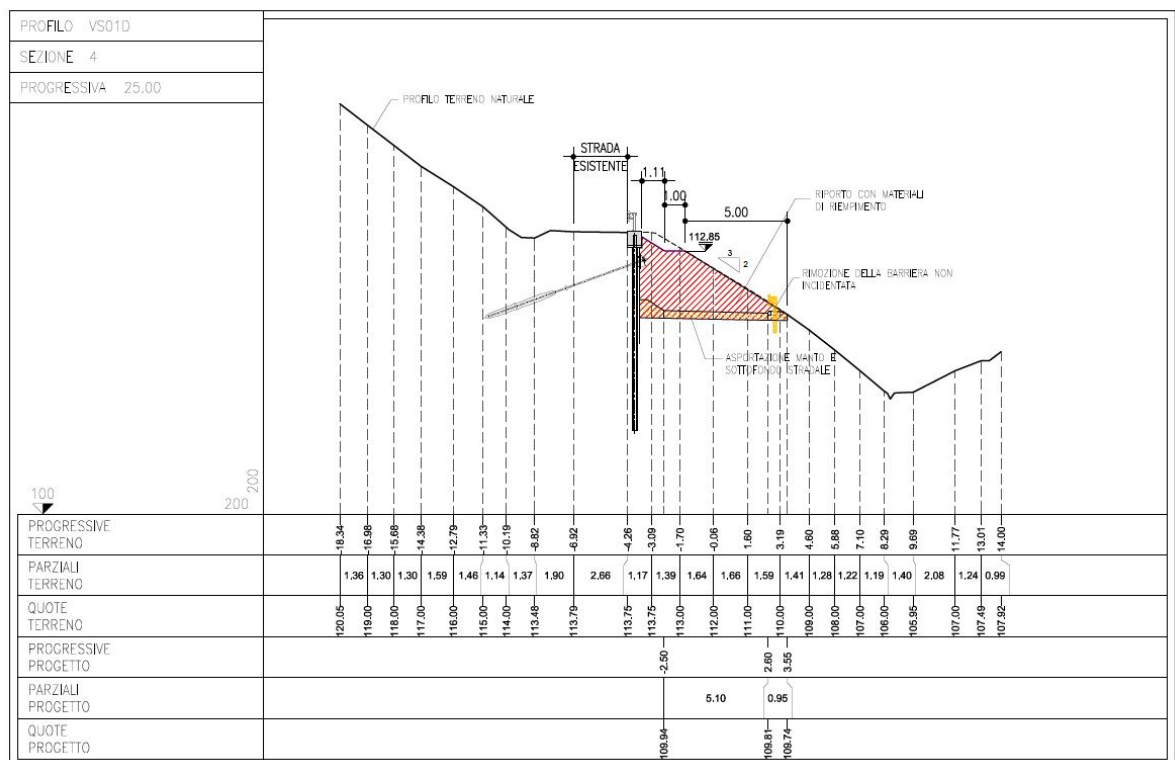 PROFILO VS01D
SEZIONE 4
PROGRESSIVA 25.00
PROFILO TERRENO NATURALE
STRADA
ESISTENTE
1.11
1.00
5.00
112.85
3
2
RIPORTO CON MATERIALI
DI RIEMPIMENTO
RIMOZIONE DELLA BARRIERA NON
INCIDENTATA
ASPORTAZIONE MANTO E
SOTTOFONDO STRADALE
100
200
200
PROGRESSIVE
TERRENO
-18.34 -16.98 -15.68 -14.38 -12.79 -11.33 -10.19 -8.82 -6.92 -4.26 -3.09 -1.70 -0.06 1.60 3.19 4.60 5.88 7.10 8.29 9.69 11.77 13.01 14.00
PARZIALI
TERRENO
1.36 1.30 1.30 1.59 1.46 1.14 1.37 1.90 2.66 1.17 1.39 1.64 1.66 1.59 1.41 1.28 1.22 1.19 1.40 2.08 1.24 0.99
QUOTE
TERRENO
120.05 119.00 118.00 117.00 116.00 115.00 114.00 113.48 113.79 113.75 113.75 113.00 112.00 111.00 110.00 109.00 108.00 107.00 106.00 105.95 107.00 107.49 107.92
PROGRESSIVE
PROGETTO
-2.50 2.60 3.55
PARZIALI
PROGETTO
5.10 0.95
QUOTE
PROGETTO
109.94 109.81 109.74